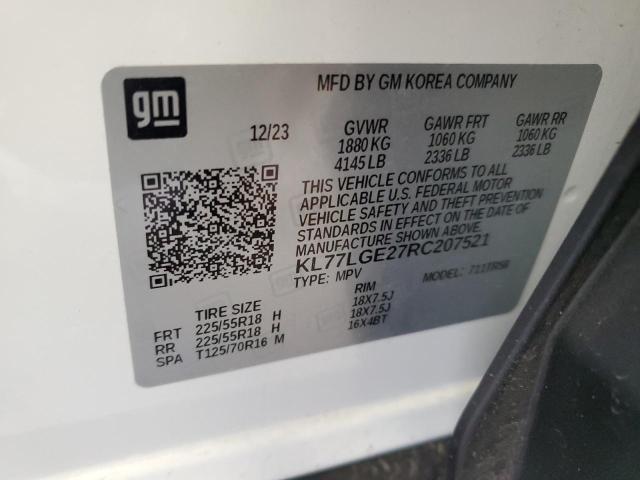 gm
MFD BY GM KOREA COMPANY
12/23 GVWR GAWR FRT GAWR RR
1880 KG 1060 KG 1060 KG
4145 LB 2336 LB 2336 LB
THIS VEHICLE CONFORMS TO ALL
APPLICABLE U.S. FEDERAL MOTOR
VEHICLE SAFETY AND THEFT PREVENTION
STANDARDS IN EFFECT ON THE DATE OF
MANUFACTURE SHOWN ABOVE.
KL77LGE27RC207521
TYPE: MPV MODEL: 1TR58
TIRE SIZE RIM
FRT 225/55R18 H 18X7.5J
RR 225/55R18 H 18X7.5J
SPA T125/70R16 M 16X4BT